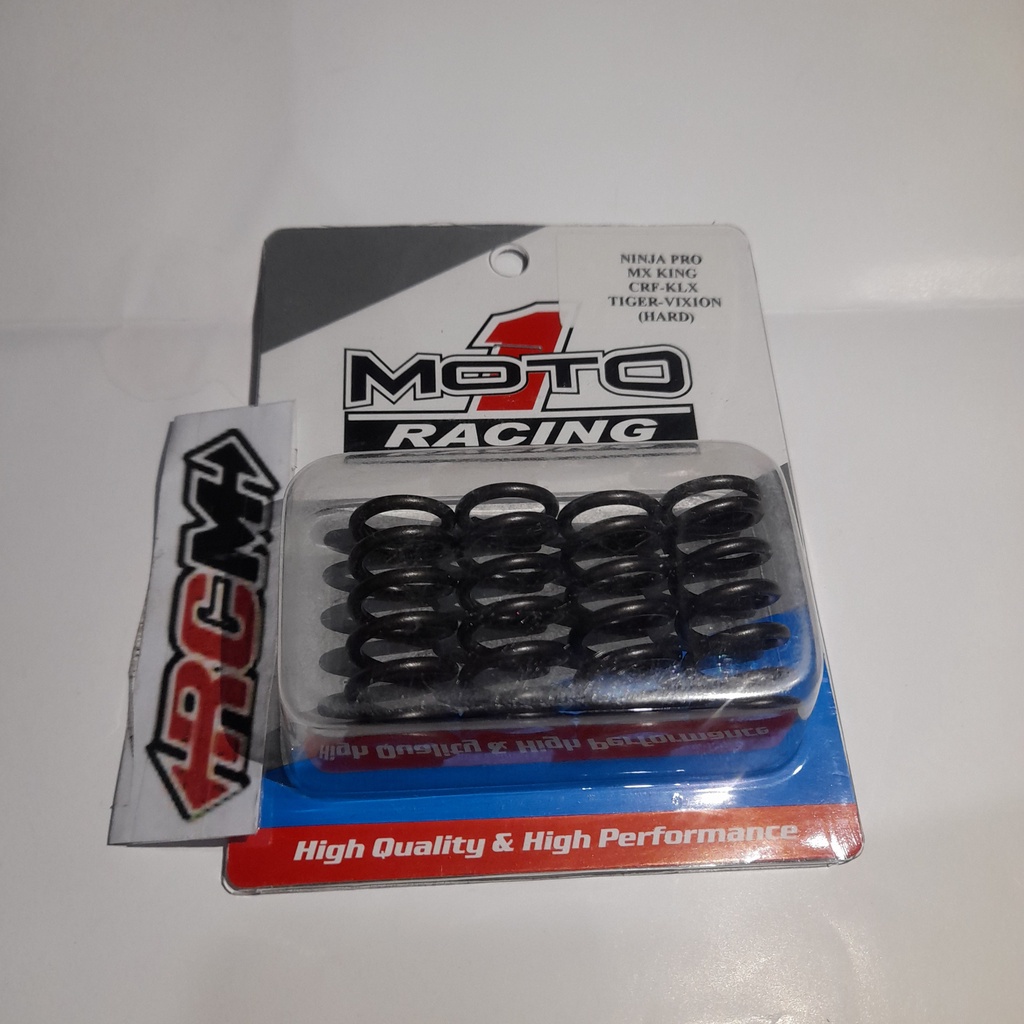 NINJA PRO
MX KING
CRF-KLX
TIGER-VIXION
(HARD)
1
MOTO
RACING
RCM
High Quality & High Performance
High Quality & High Performance